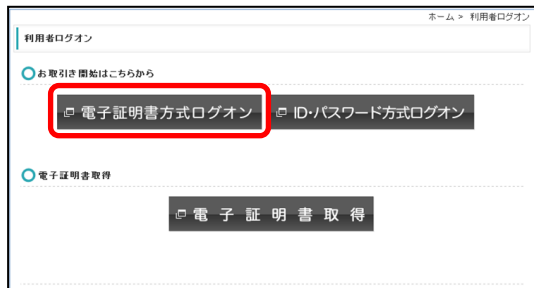 ホーム > 利用者ログオン
利用者ログオン
お取引き開始はこちらから
電子証明書方式ログオン ID・パスワード方式ログオン
電子証明書取得
電子証明書取得